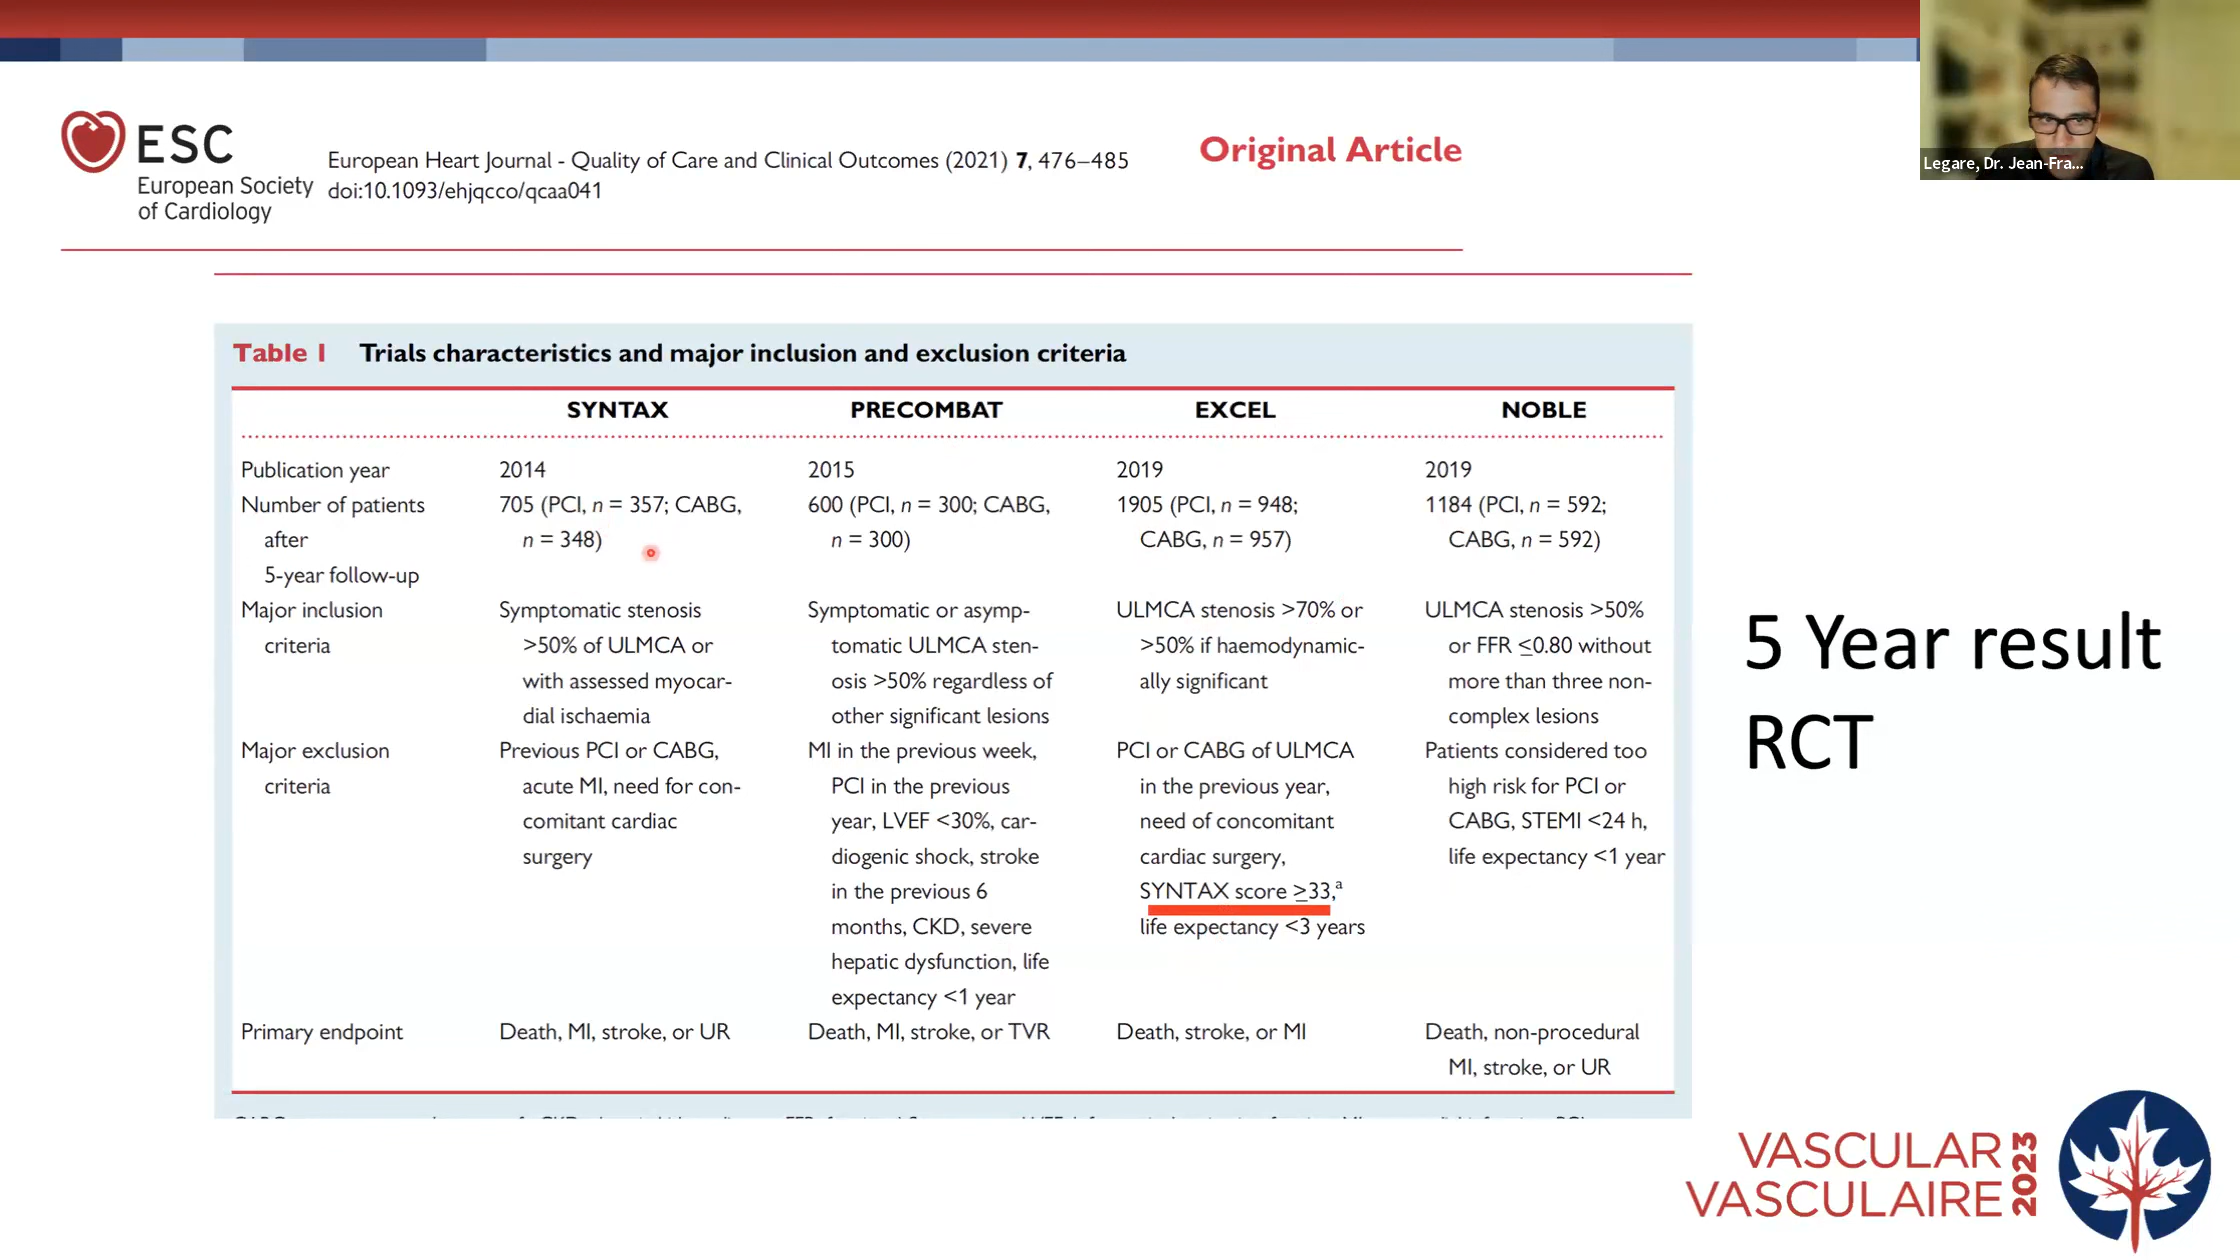 Legare, Dr. Jean-Fra...
ESC
European Society
of Cardiology
European Heart Journal - Quality of Care and Clinical Outcomes (2021) 7, 476–485
doi:10.1093/ehjqcco/qcaa041
Original Article
Table 1 Trials characteristics and major inclusion and exclusion criteria
SYNTAX PRECOMBAT EXCEL NOBLE
Publication year 2014 2015 2019 2019
Number of patients 705 (PCI, n = 357; CABG, 600 (PCI, n = 300; CABG, 1905 (PCI, n = 948; 1184 (PCI, n = 592;
after n = 348) n = 300) CABG, n = 957) CABG, n = 592)
5-year follow-up
Major inclusion Symptomatic stenosis Symptomatic or asymp- ULMCA stenosis >70% or ULMCA stenosis >50%
criteria >50% of ULMCA or tomatic ULMCA sten- >50% if haemodynamic- or FFR ≤0.80 without
with assessed myocar- osis >50% regardless of ally significant more than three non-
dial ischaemia other significant lesions complex lesions
Major exclusion Previous PCI or CABG, MI in the previous week, PCI or CABG of ULMCA Patients considered too
criteria acute MI, need for con- PCI in the previous in the previous year, high risk for PCI or
comitant cardiac year, LVEF <30%, car- need of concomitant CABG, STEMI <24 h,
surgery diogenic shock, stroke cardiac surgery, life expectancy <1 year
in the previous 6 SYNTAX score ≥33,a
months, CKD, severe life expectancy <3 years
hepatic dysfunction, life
expectancy <1 year
Primary endpoint Death, MI, stroke, or UR Death, MI, stroke, or TVR Death, stroke, or MI Death, non-procedural
MI, stroke, or UR
5 Year result
RCT
VASCULAR
VASCULAIRE
2023